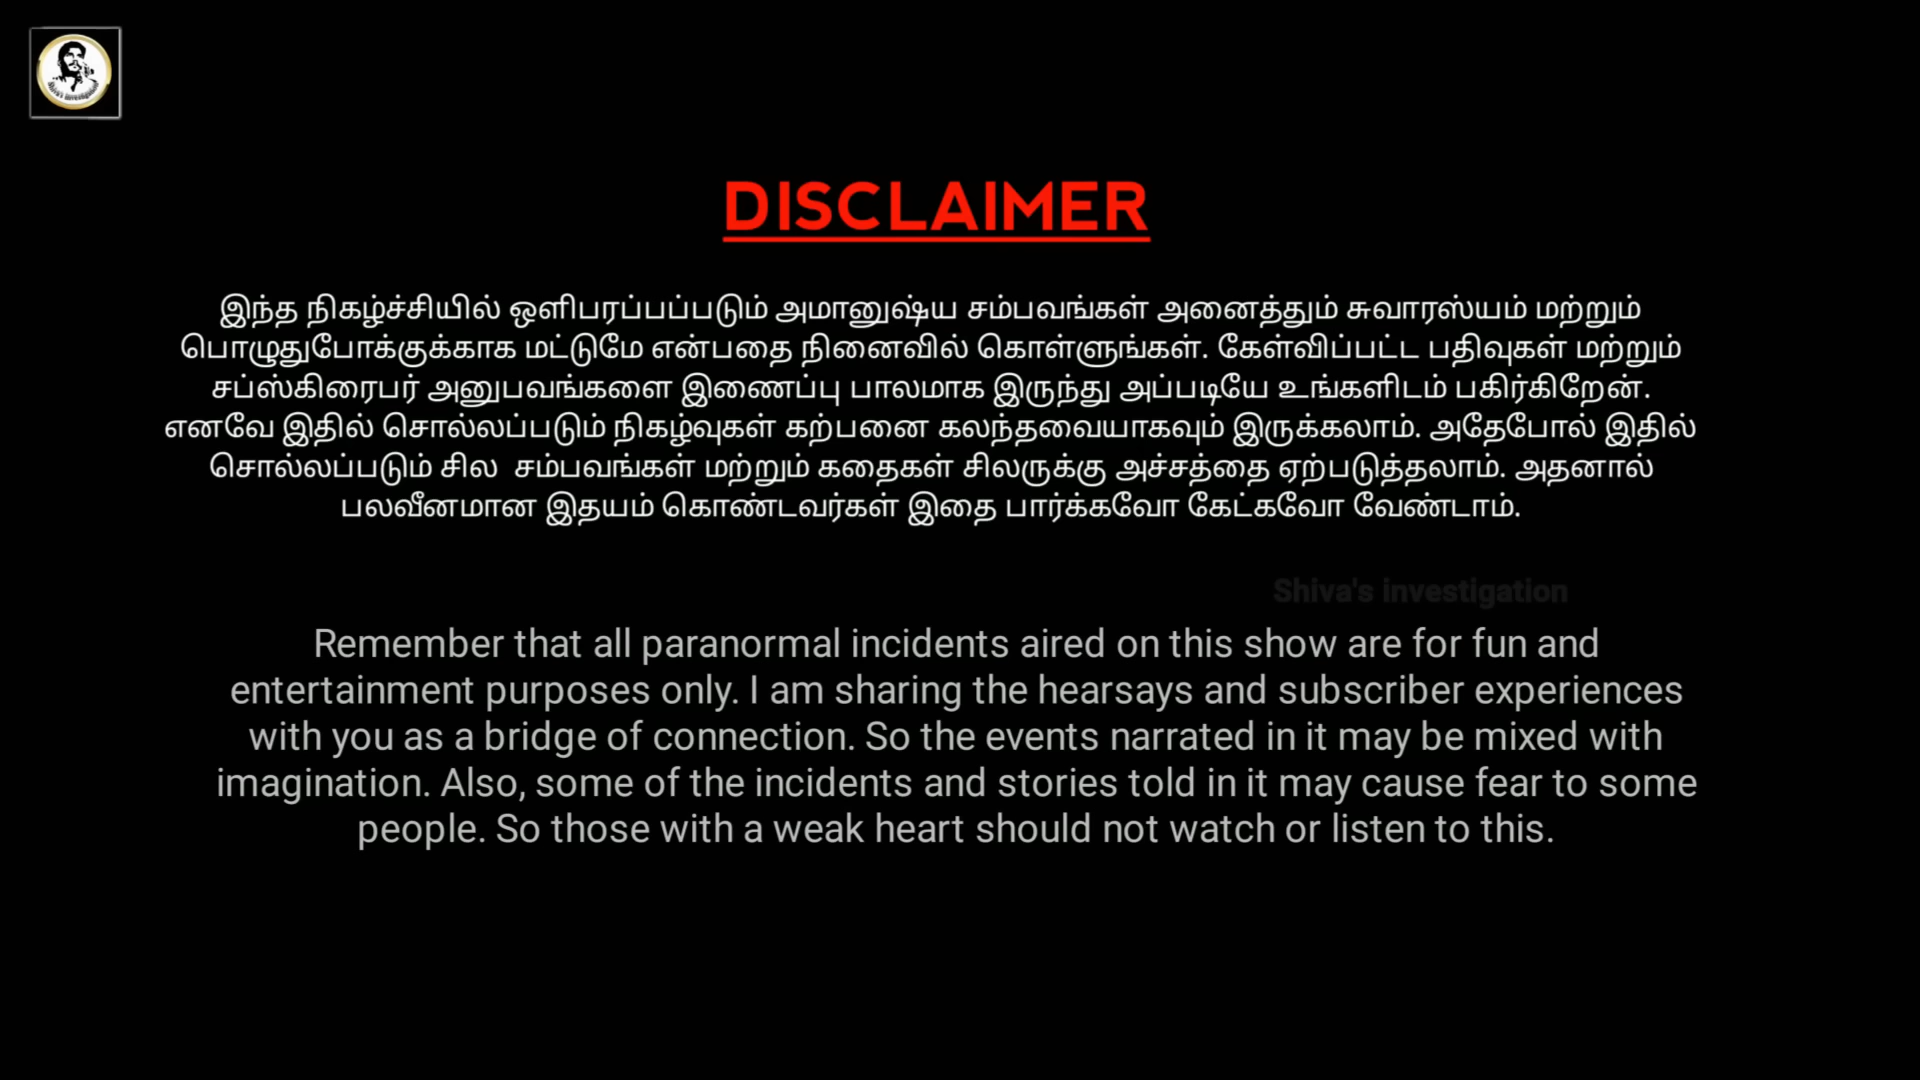 Shiva's investigation
DISCLAIMER
இந்த நிகழ்ச்சியில் ஒளிபரப்பப்படும் அமானுஷ்ய சம்பவங்கள் அனைத்தும் சுவாரஸ்யம் மற்றும்
பொழுதுபோக்குக்காக மட்டுமே என்பதை நினைவில் கொள்ளுங்கள். கேள்விப்பட்ட பதிவுகள் மற்றும்
சப்ஸ்கிரைபர் அனுபவங்களை இணைப்பு பாலமாக இருந்து அப்படியே உங்களிடம் பகிர்கிறேன்.
எனவே இதில் சொல்லப்படும் நிகழ்வுகள் கற்பனை கலந்தவையாகவும் இருக்கலாம். அதேபோல் இதில்
சொல்லப்படும் சில சம்பவங்கள் மற்றும் கதைகள் சிலருக்கு அச்சத்தை ஏற்படுத்தலாம். அதனால்
பலவீனமான இதயம் கொண்டவர்கள் இதை பார்க்கவோ கேட்கவோ வேண்டாம்.
Shiva's investigation
Remember that all paranormal incidents aired on this show are for fun and
entertainment purposes only. I am sharing the hearsays and subscriber experiences
with you as a bridge of connection. So the events narrated in it may be mixed with
imagination. Also, some of the incidents and stories told in it may cause fear to some
people. So those with a weak heart should not watch or listen to this.